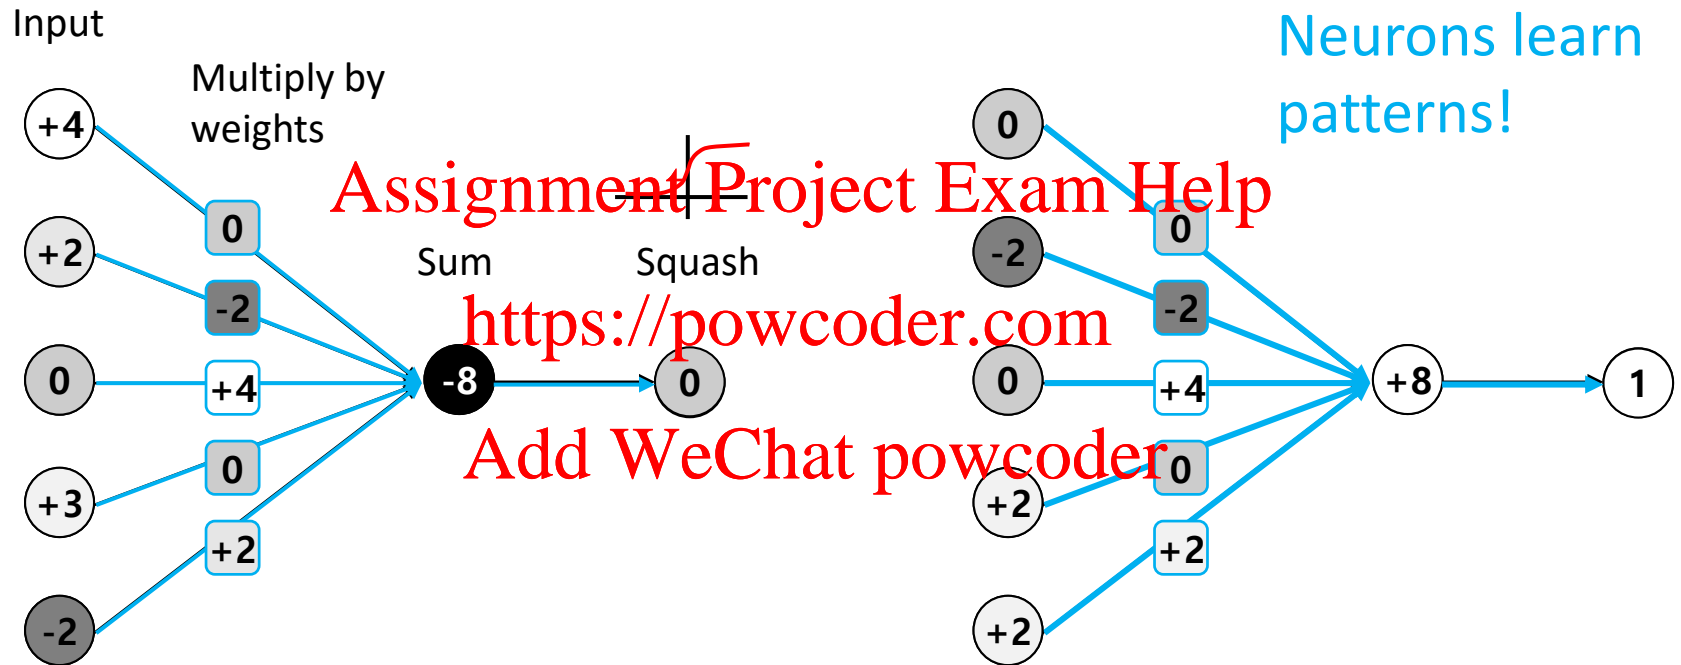 Input
Multiply by
weights
Neurons learn
patterns!
Assignment Project Exam Help
Sum
Squash
https://powcoder.com
Add WeChat powcoder
+4
+2
0
+3
-2
0
-2
+4
0
+2
-8
0
0
-2
0
+2
+2
0
-2
+4
0
+2
+8
1